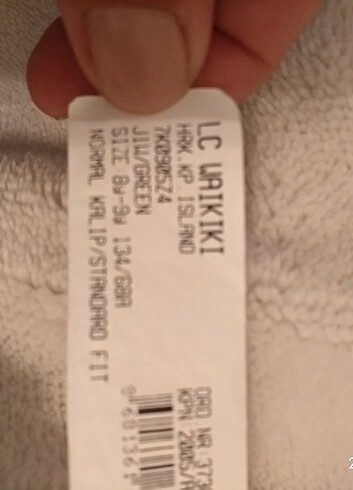 LC WAIKIKI
HRK.KP ISLAND
7K0905Z4
JIW/GREEN
SIZE 8y-9y 134/68A
NORMAL KALIP/STANDARD FIT
ORD NR:373
KPN:2005/A